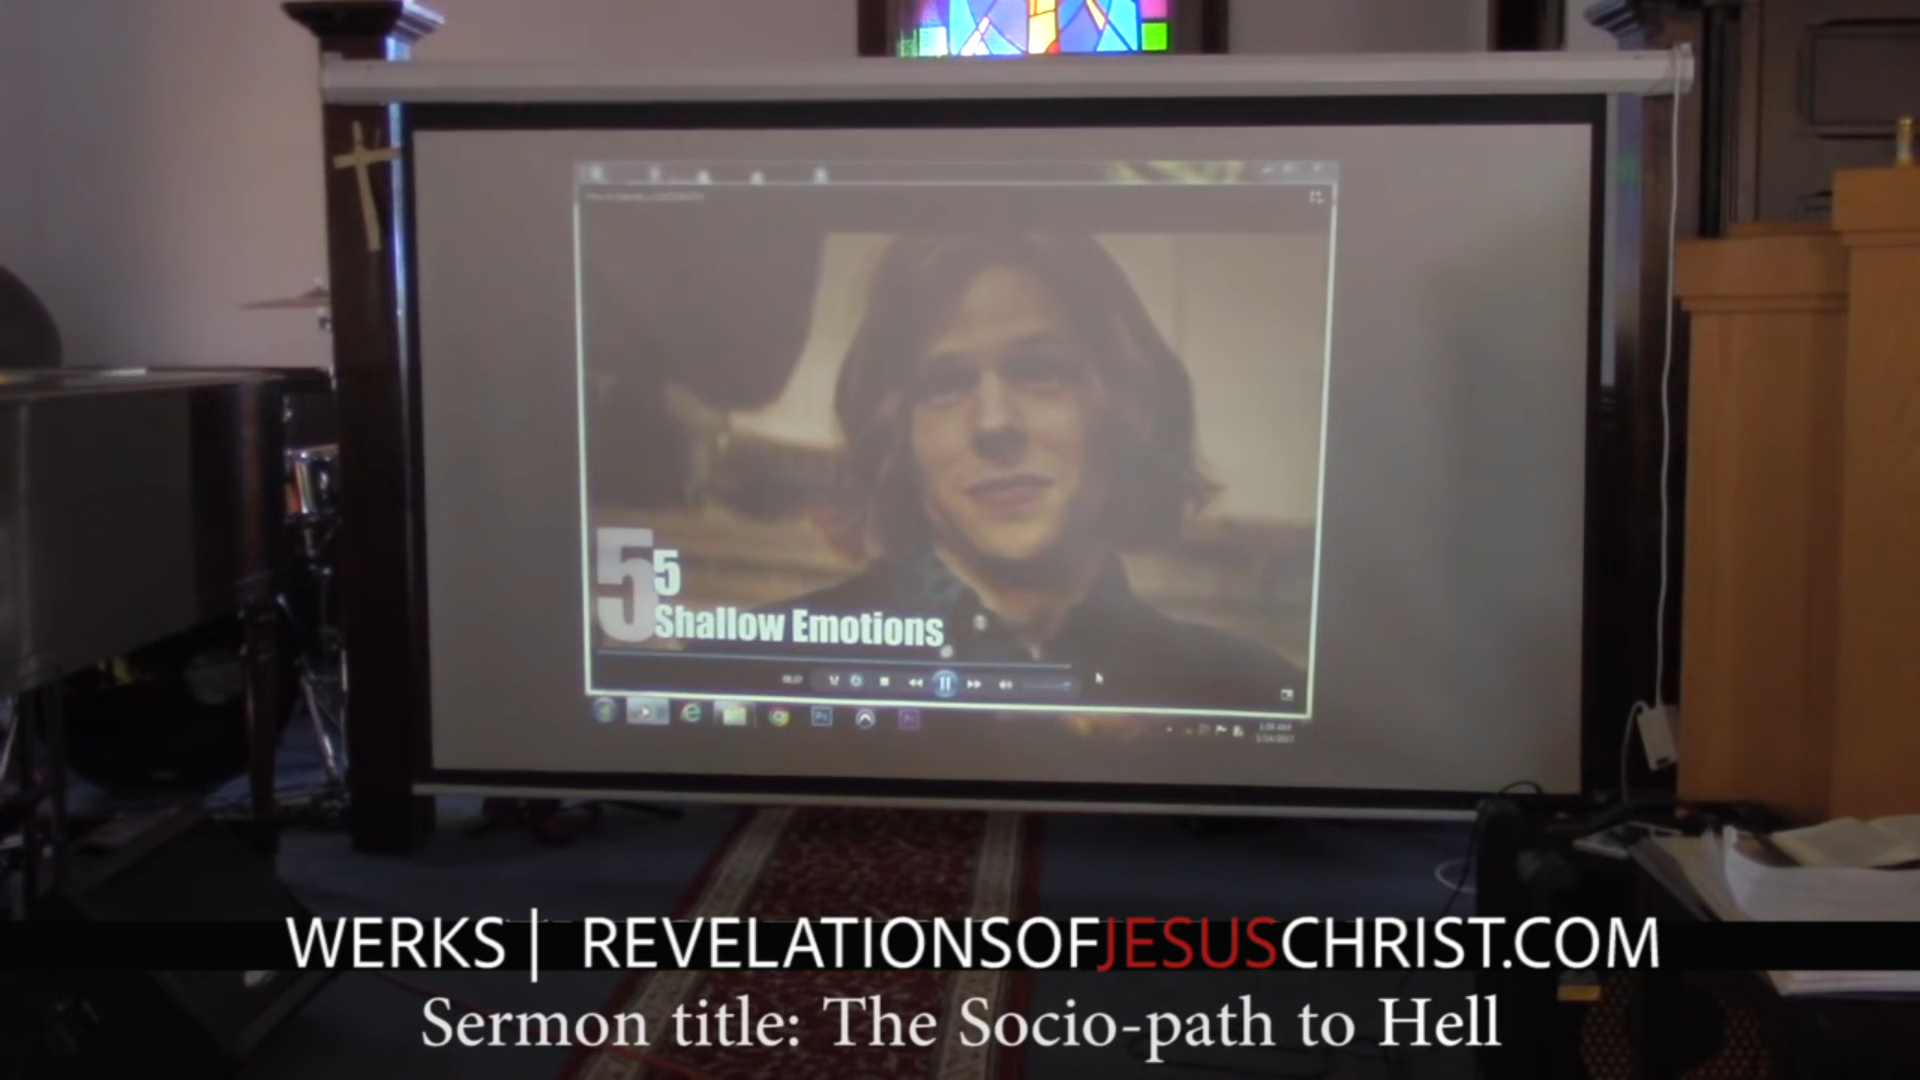 5
5
Shallow Emotions
WERKS | REVELATIONSOFJESUSCHRIST.COM
Sermon title: The Socio-path to Hell